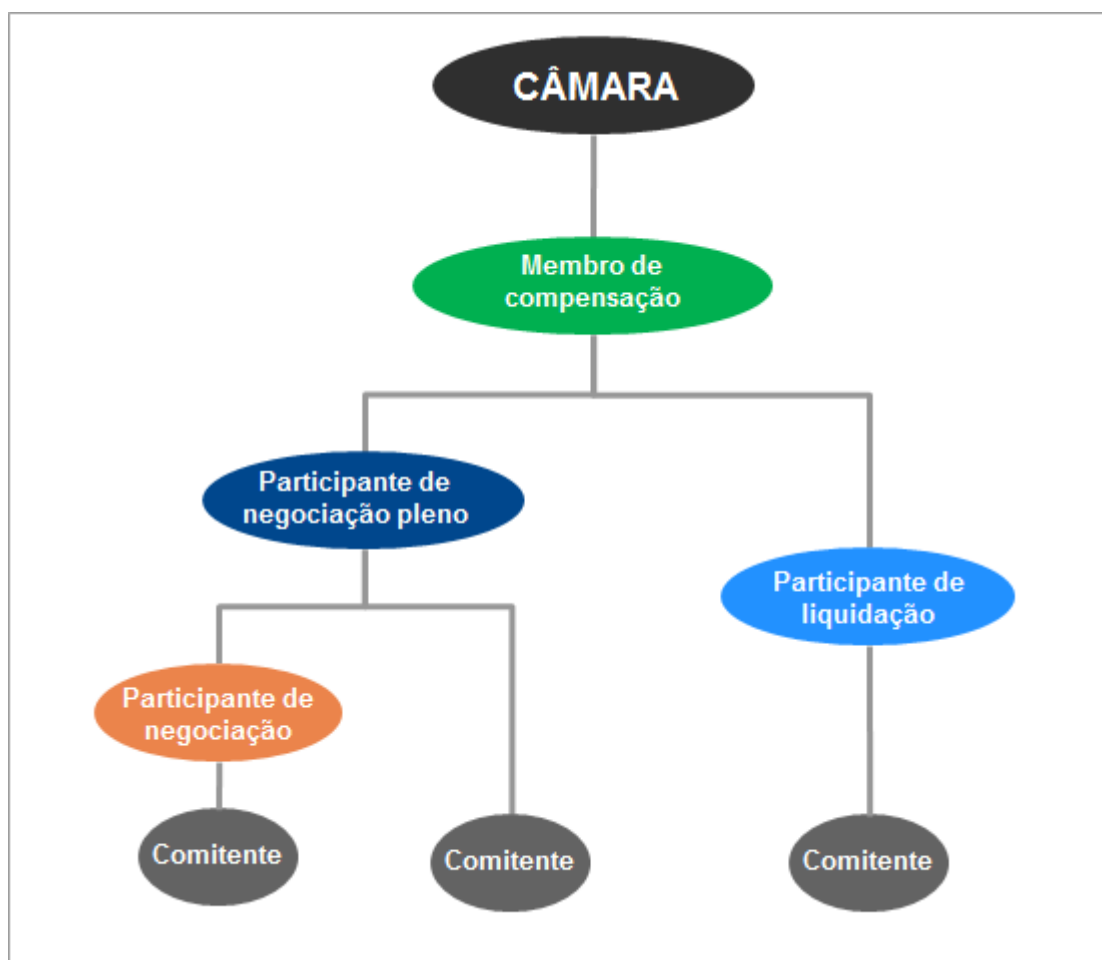 CÂMARA
Membro de
compensação
Participante de
negociação pleno
Participante de
liquidação
Participante de
negociação
Comitente
Comitente
Comitente